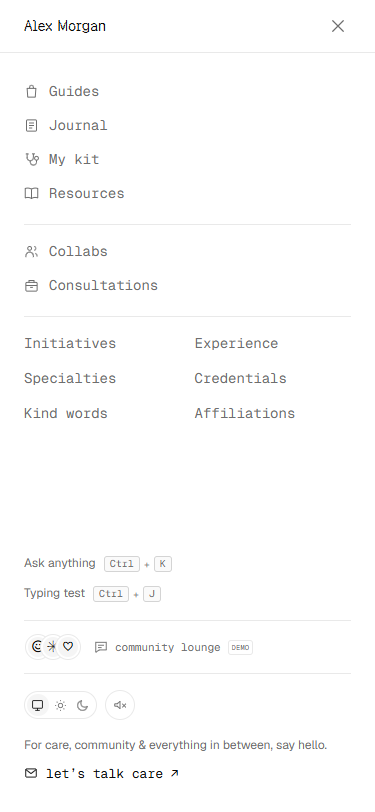 Alex Morgan
Guides
Journal
My kit
Resources
Collabs
Consultations
Initiatives Experience
Specialties Credentials
Kind words Affiliations
Ask anything Ctrl + K
Typing test Ctrl + J
community lounge DEMO
For care, community & everything in between, say hello.
let's talk care ↗